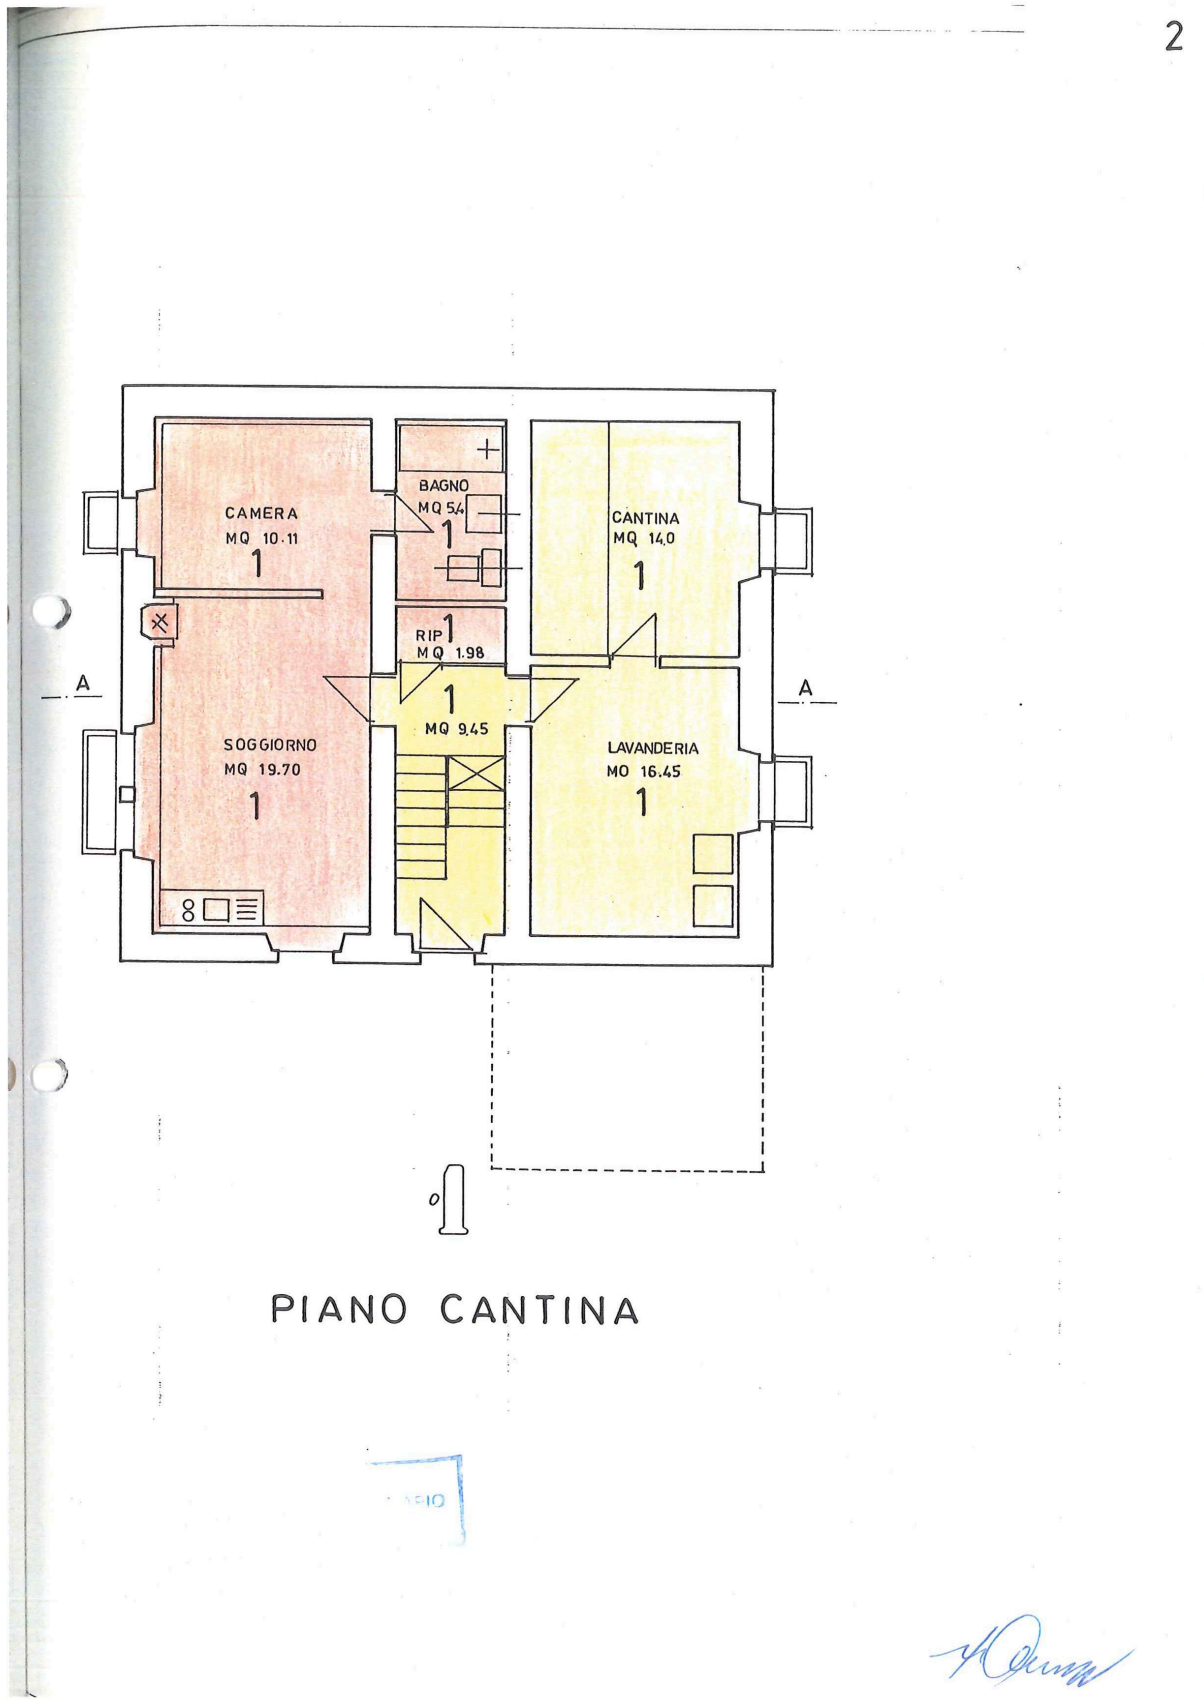 2
CAMERA
MQ 10.11
1
BAGNO
MQ 5,4
1
CANTINA
MQ 14,0
1
RIP
1
MQ 1.98
A
A
1
MQ 9,45
SOGGIORNO
MQ 19.70
1
LAVANDERIA
MQ 16.45
1
PIANO CANTINA